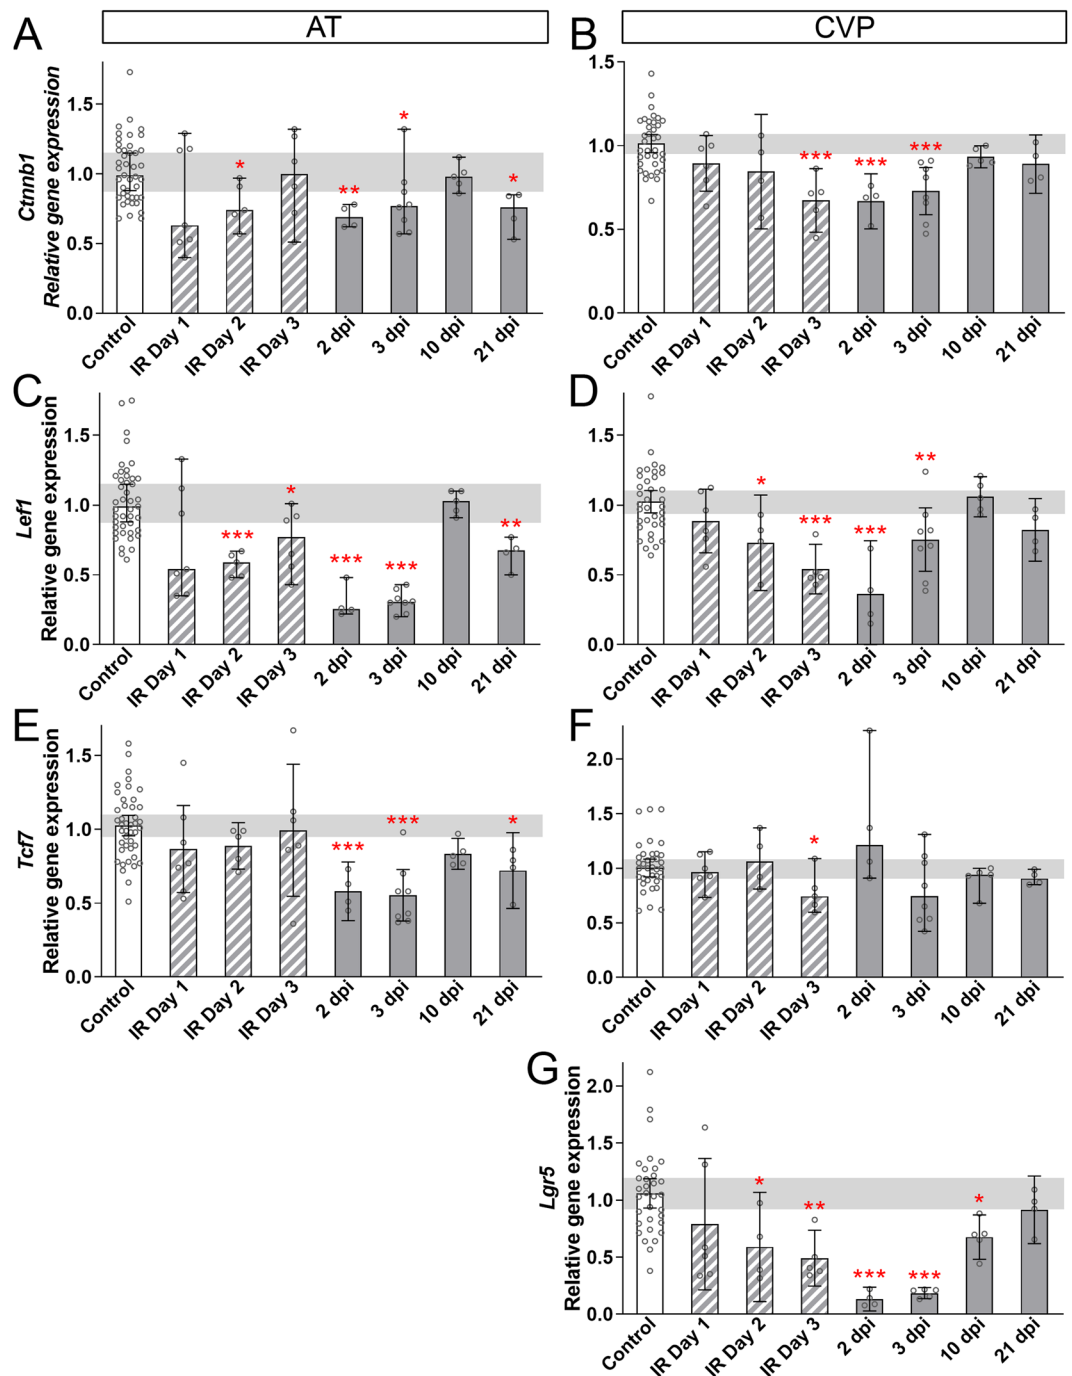 AT
CVP
A
Ctnnb1
Relative gene expression
1.5
1.0
0.5
0.0
*
**
*
*
Control
IR Day 1
IR Day 2
IR Day 3
2 dpi
3 dpi
10 dpi
21 dpi
B
1.5
1.0
0.5
0.0
***
***
***
Control
IR Day 1
IR Day 2
IR Day 3
2 dpi
3 dpi
10 dpi
21 dpi
C
Lef1
Relative gene expression
1.5
1.0
0.5
0.0
***
*
***
***
**
Control
IR Day 1
IR Day 2
IR Day 3
2 dpi
3 dpi
10 dpi
21 dpi
D
1.5
1.0
0.5
0.0
*
***
***
**
Control
IR Day 1
IR Day 2
IR Day 3
2 dpi
3 dpi
10 dpi
21 dpi
E
Tcf7
Relative gene expression
1.5
1.0
0.5
0.0
***
***
*
Control
IR Day 1
IR Day 2
IR Day 3
2 dpi
3 dpi
10 dpi
21 dpi
F
2.0
1.5
1.0
0.5
0.0
*
Control
IR Day 1
IR Day 2
IR Day 3
2 dpi
3 dpi
10 dpi
21 dpi
G
Lgr5
Relative gene expression
2.0
1.5
1.0
0.5
0.0
*
**
***
***
*
Control
IR Day 1
IR Day 2
IR Day 3
2 dpi
3 dpi
10 dpi
21 dpi